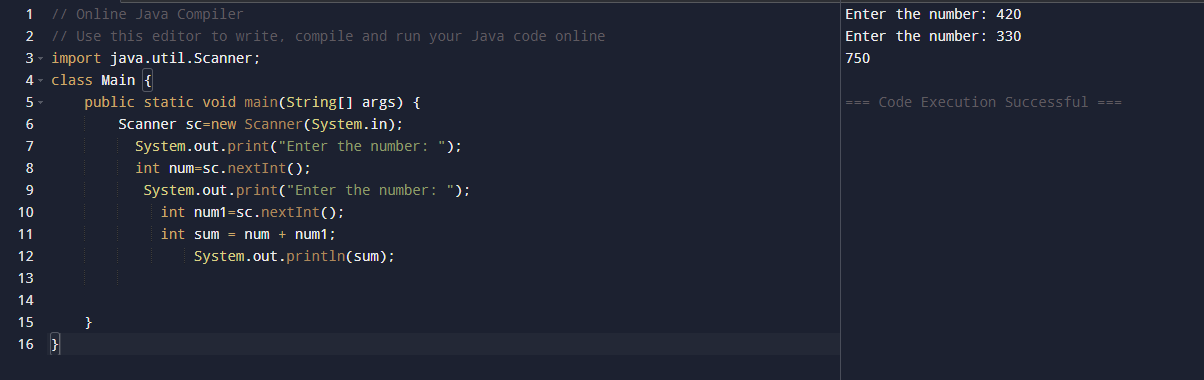 1 // Online Java Compiler
2 // Use this editor to write, compile and run your Java code online
3 import java.util.Scanner;
4 class Main {
5     public static void main(String[] args) {
6         Scanner sc=new Scanner(System.in);
7           System.out.print("Enter the number: ");
8           int num=sc.nextInt();
9            System.out.print("Enter the number: ");
10             int num1=sc.nextInt();
11             int sum = num + num1;
12                 System.out.println(sum);
13
14
15     }
16 }
Enter the number: 420
Enter the number: 330
750
=== Code Execution Successful ===